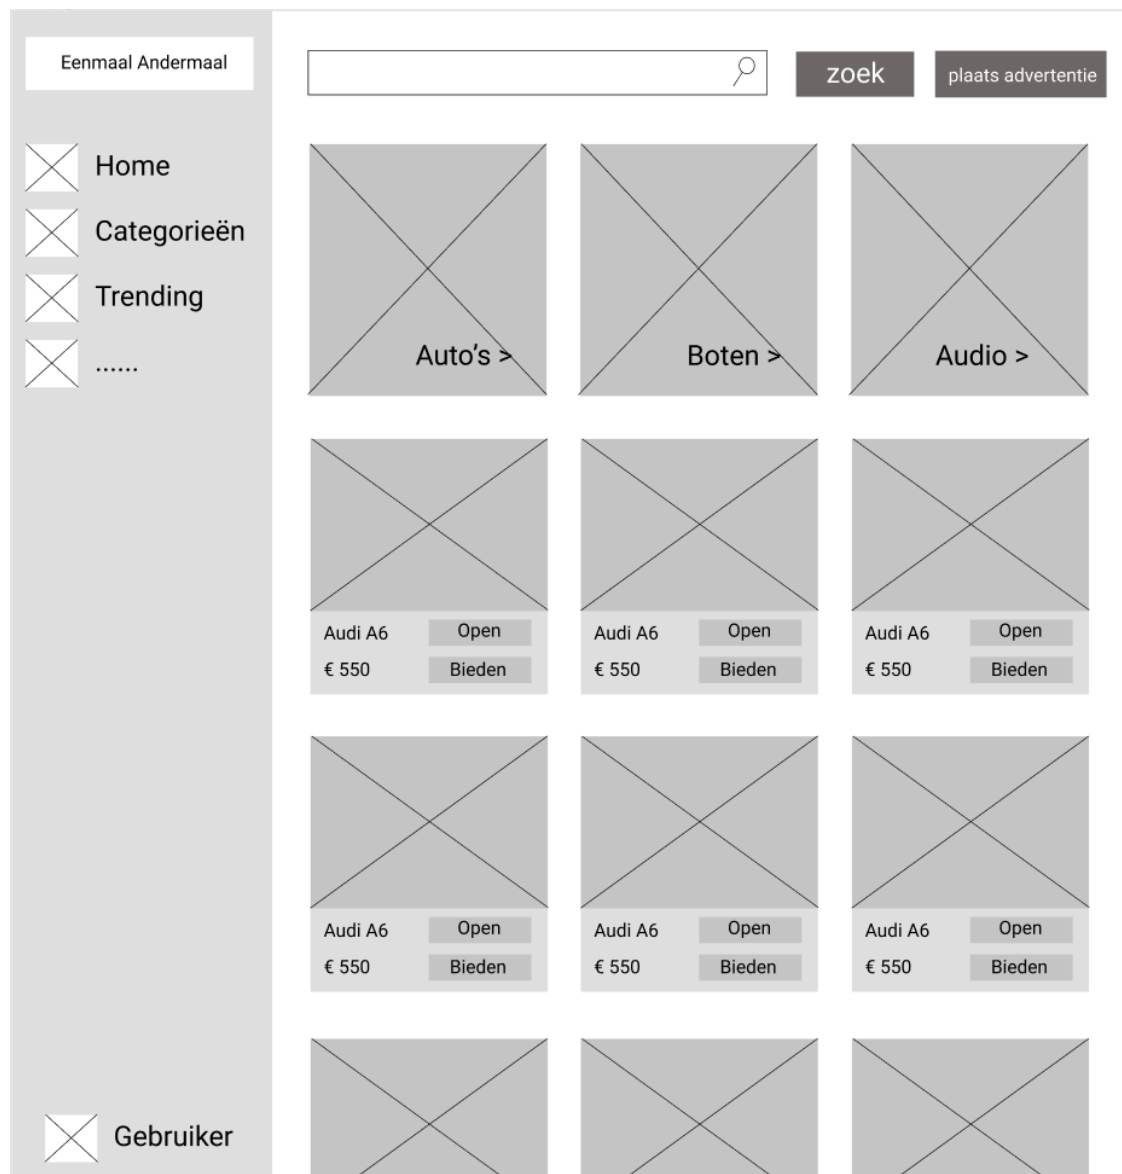 Eenmaal Andermaal
Home
Categorieën
Trending
......
Gebruiker
zoek
plaats advertentie
Auto's >
Boten >
Audio >
Audi A6
Open
€ 550
Bieden
Audi A6
Open
€ 550
Bieden
Audi A6
Open
€ 550
Bieden
Audi A6
Open
€ 550
Bieden
Audi A6
Open
€ 550
Bieden
Audi A6
Open
€ 550
Bieden